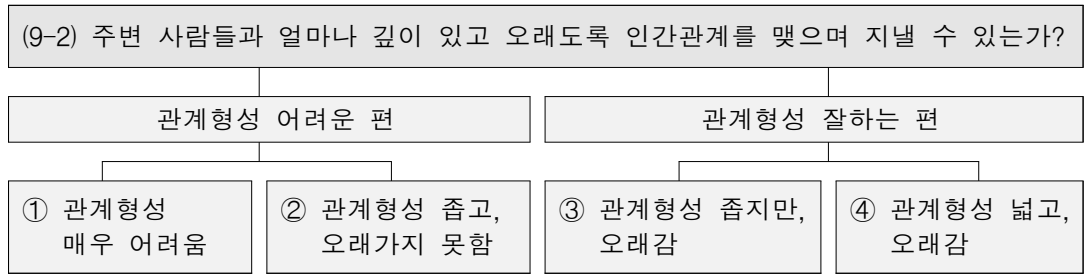 (9-2) 주변 사람들과 얼마나 깊이 있고 오래도록 인간관계를 맺으며 지낼 수 있는가?
관계형성 어려운 편
관계형성 잘하는 편
① 관계형성
매우 어려움
② 관계형성 좁고,
오래가지 못함
③ 관계형성 좁지만,
오래감
④ 관계형성 넓고,
오래감